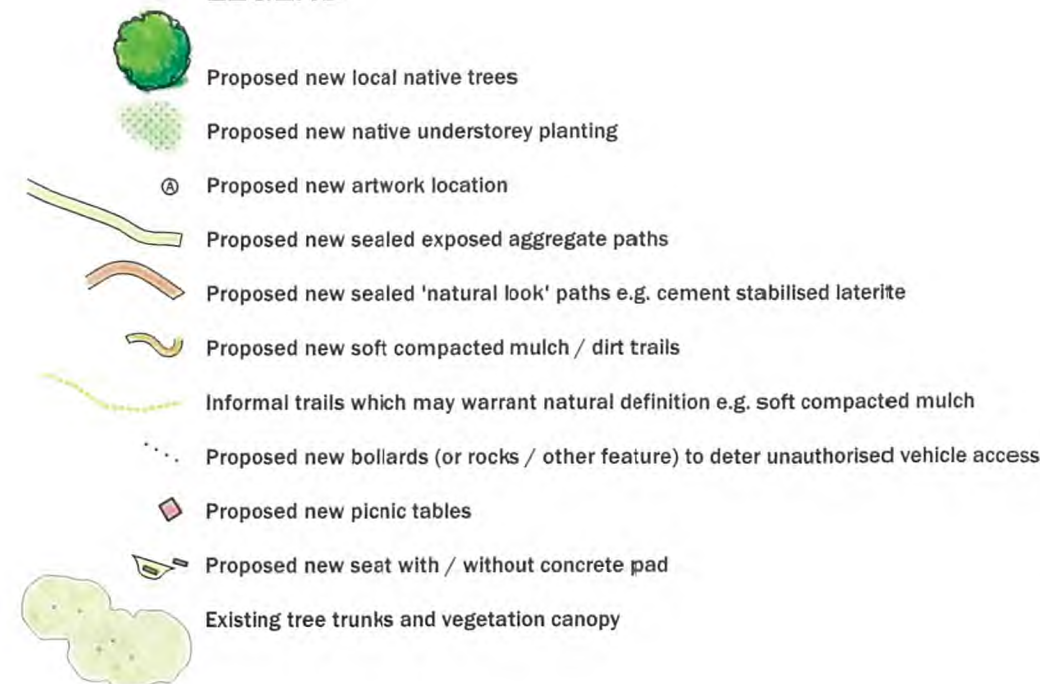 Proposed new local native trees
Proposed new native understorey planting
A Proposed new artwork location
Proposed new sealed exposed aggregate paths
Proposed new sealed 'natural look' paths e.g. cement stabilised laterite
Proposed new soft compacted mulch / dirt trails
Informal trails which may warrant natural definition e.g. soft compacted mulch
Proposed new bollards (or rocks / other feature) to deter unauthorised vehicle access
Proposed new picnic tables
Proposed new seat with / without concrete pad
Existing tree trunks and vegetation canopy